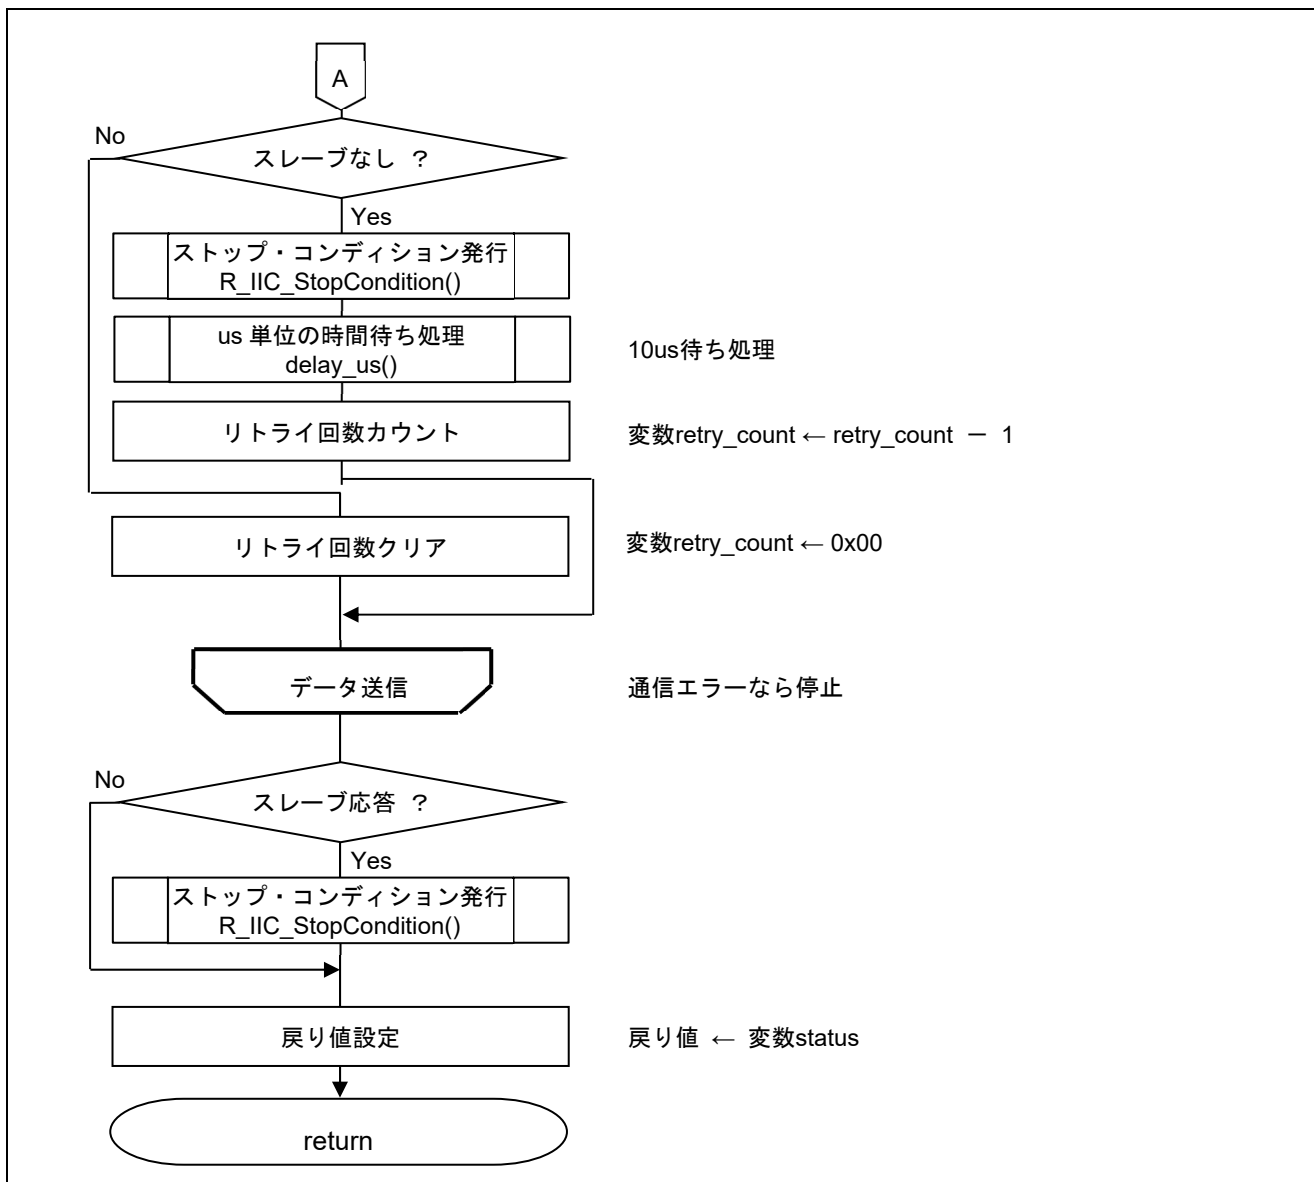 A
No
スレーブなし ?
Yes
ストップ・コンディション発行
R_IIC_StopCondition()
us 単位の時間待ち処理
delay_us()
10us待ち処理
リトライ回数カウント
変数retry_count ← retry_count － 1
リトライ回数クリア
変数retry_count ← 0x00
データ送信
通信エラーなら停止
No
スレーブ応答 ?
Yes
ストップ・コンディション発行
R_IIC_StopCondition()
戻り値設定
戻り値 ← 変数status
return